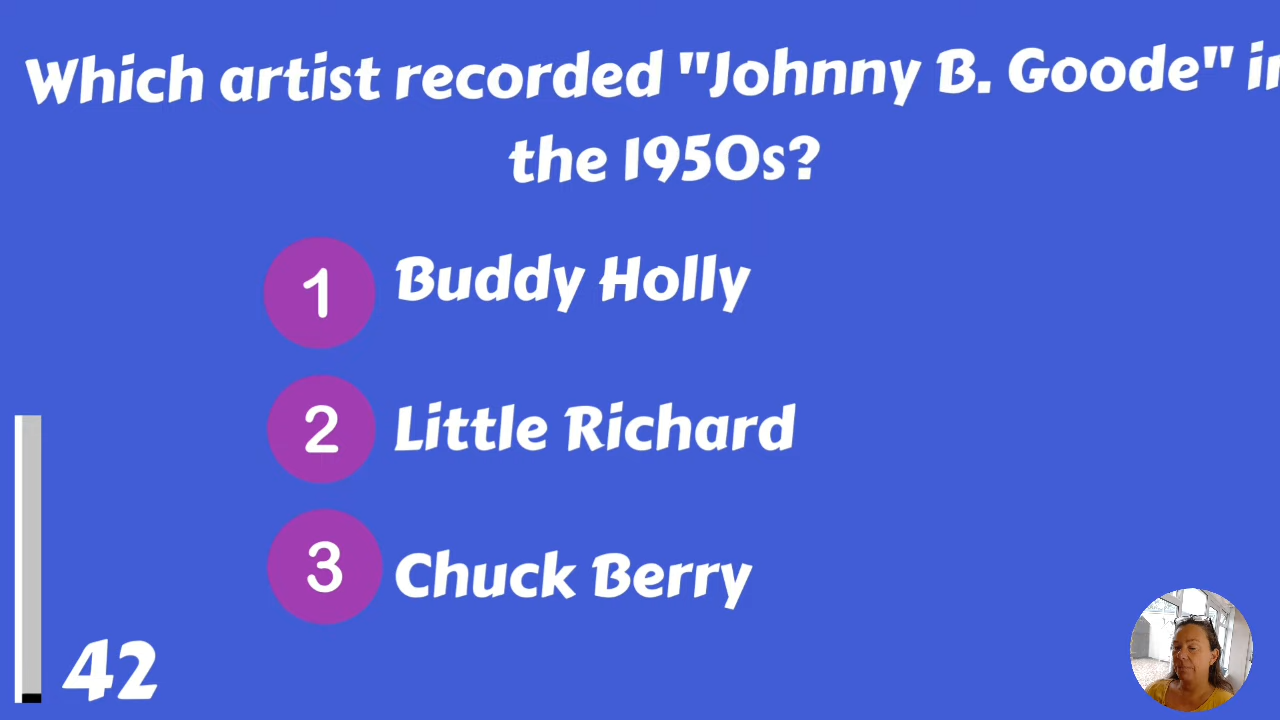 Which artist recorded "Johnny B. Goode" in
the 1950s?
1 Buddy Holly
2 Little Richard
3 Chuck Berry
42